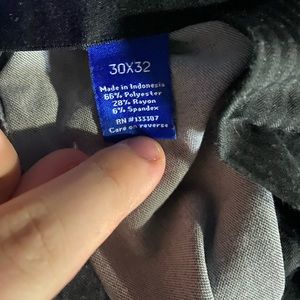 30X32
Made in Indonesia
66% Polyester
28% Rayon
6% Spandex
RN #133387
Care on reverse